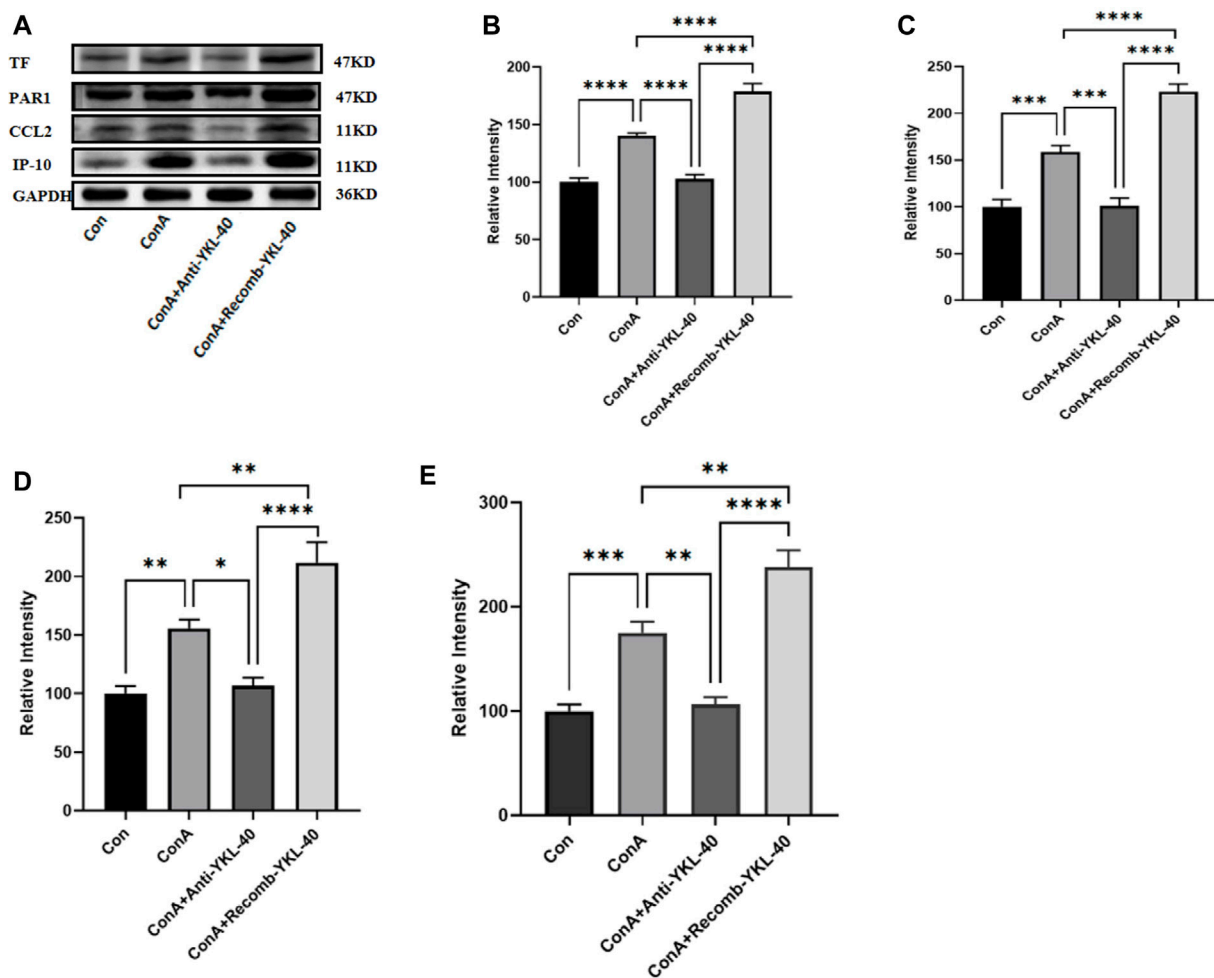 A
TF 47KD
PAR1 47KD
CCL2 11KD
IP-10 11KD
GAPDH 36KD
Con
ConA
ConA+Anti-YKL-40
ConA+Recomb-YKL-40
B
****
****
**** ****
Relative Intensity
200
150
100
50
0
Con
ConA
ConA+Anti-YKL-40
ConA+Recomb-YKL-40
C
****
****
*** ***
Relative Intensity
250
200
150
100
50
0
Con
ConA
ConA+Anti-YKL-40
ConA+Recomb-YKL-40
D
**
****
** *
Relative Intensity
250
200
150
100
50
0
Con
ConA
ConA+Anti-YKL-40
ConA+Recomb-YKL-40
E
**
****
*** **
Relative Intensity
300
200
100
0
Con
ConA
ConA+Anti-YKL-40
ConA+Recomb-YKL-40